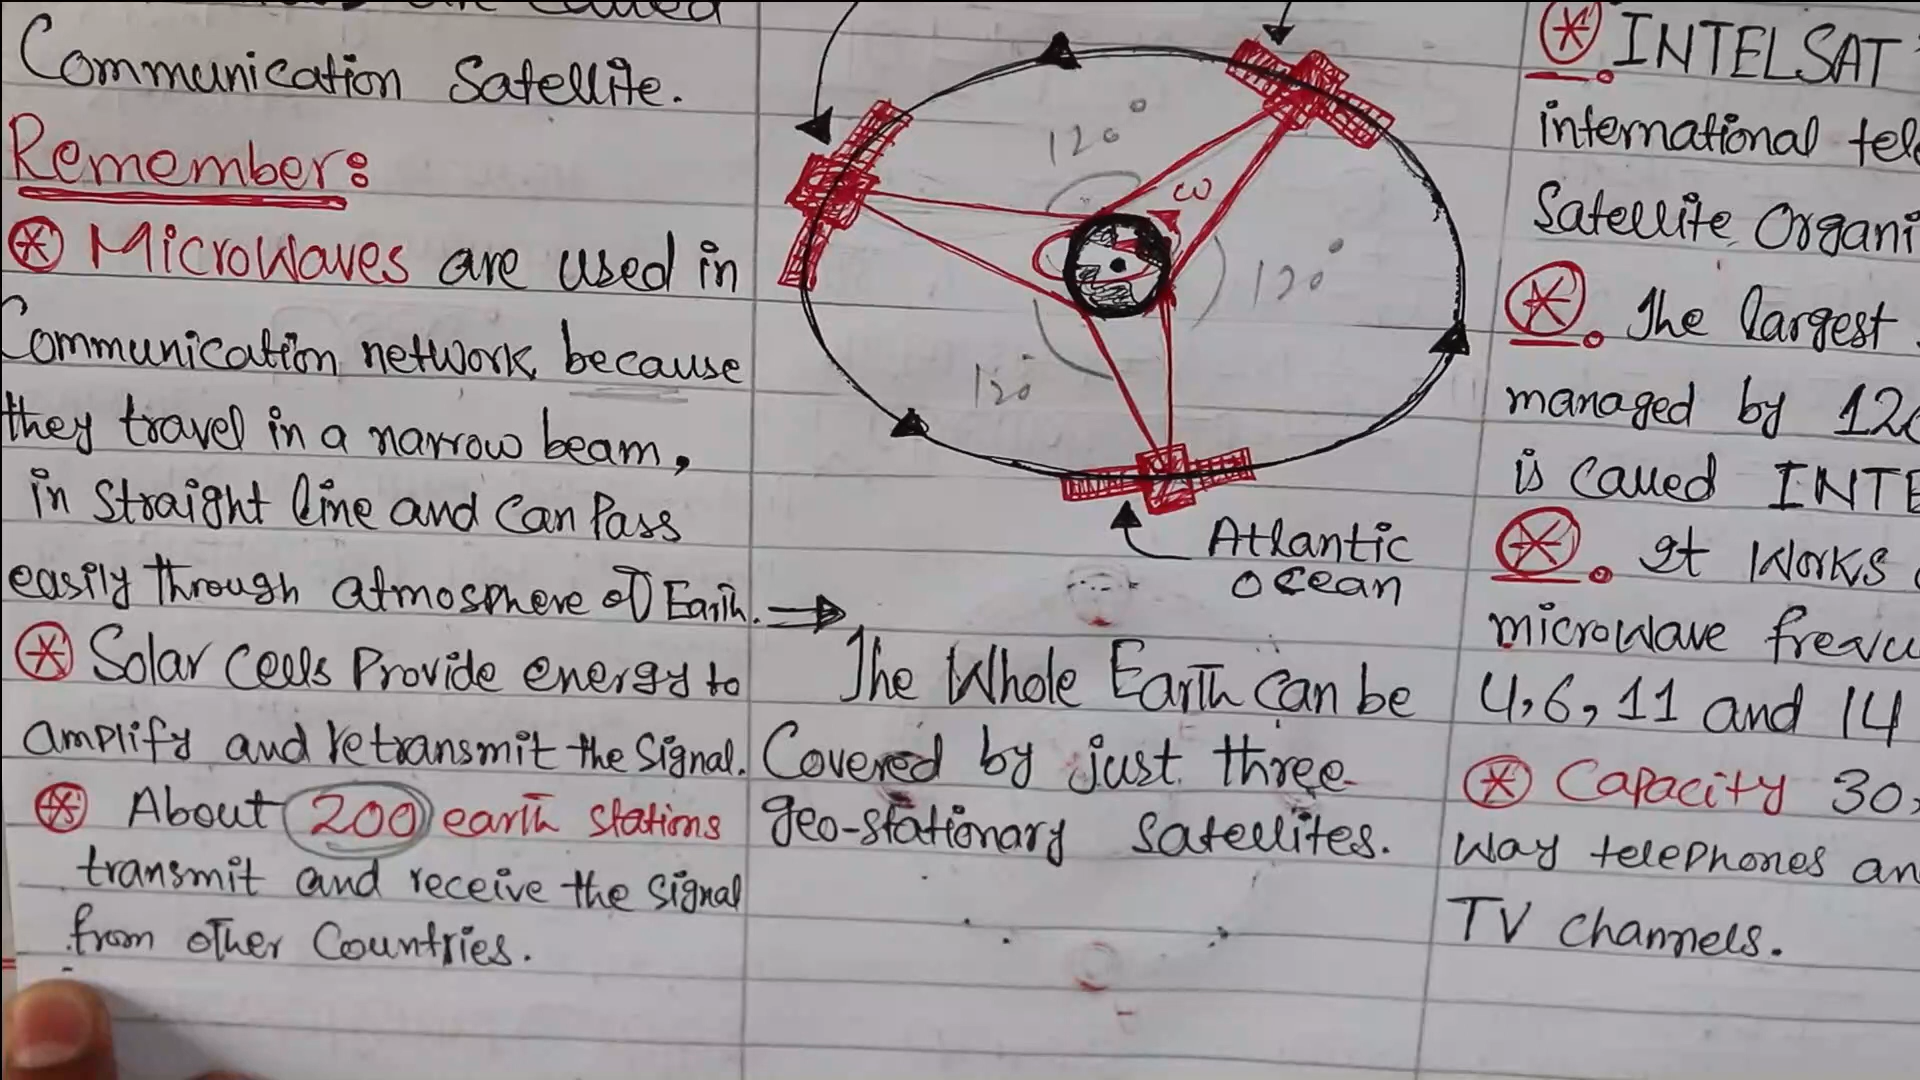 Communication Satellite.
Remember:
Microwaves are used in
Communication network because
they travel in a narrow beam,
in Straight line and Can Pass
easily through atmosphere of Earth.
Solar Cells Provide energy to
amplify and retransmit the Signal.
About 200 earth stations
transmit and receive the Signal
from other Countries.
120°
ω
120°
120°
Atlantic
ocean
The Whole Earth can be
Covered by just three
geo-stationary Satellites.
INTELSAT
international
Satellite
The largest
managed by
is called
It works
microwave
4,6,11 and 14
Capacity
way telephones
TV Channels.